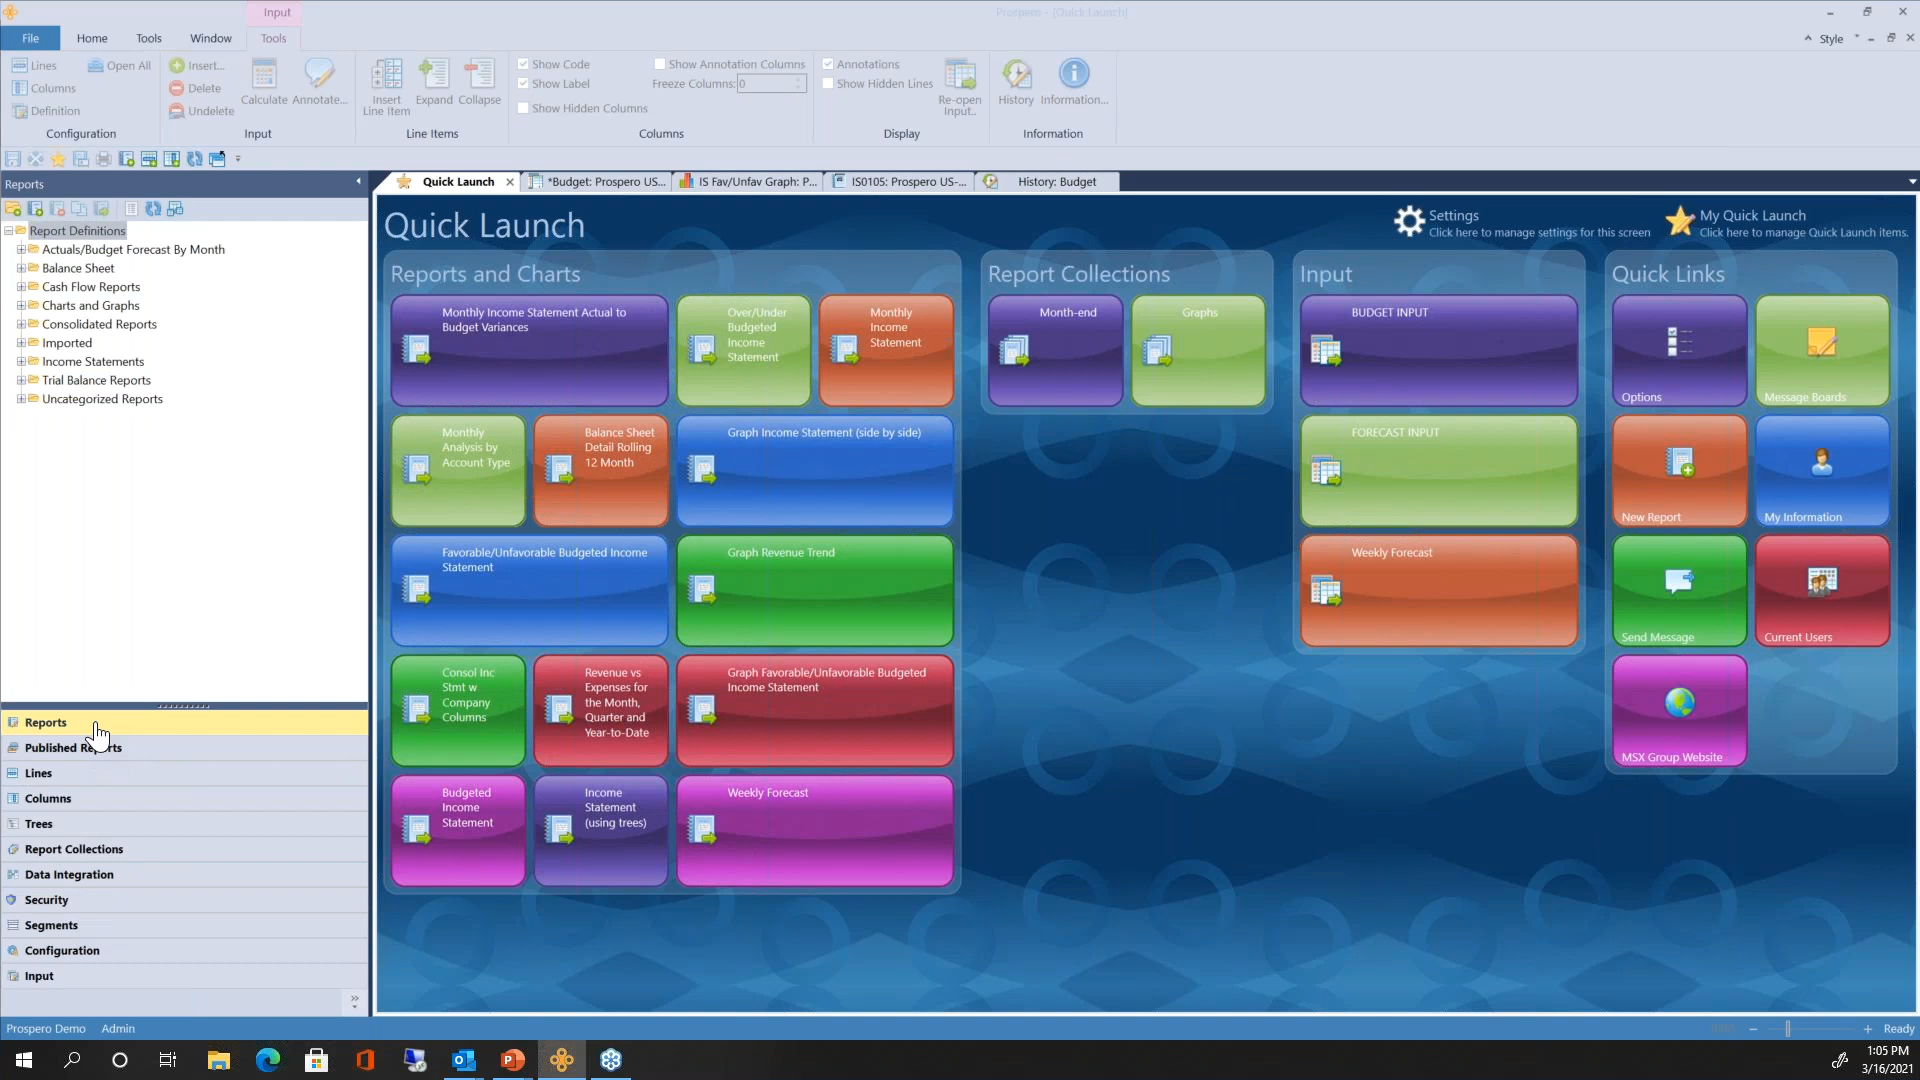 Input
Prospero - [Quick Launch]
File
Home
Tools
Window
Tools
Style
Lines
Open All
Columns
Definition
Configuration
Insert...
Delete
Undelete
Calculate
Annotate...
Input
Insert
Line Item
Expand
Collapse
Line Items
Show Code
Show Annotation Columns
Show Label
Freeze Columns: 0
Show Hidden Columns
Columns
Annotations
Show Hidden Lines
Re-open
Input..
Display
History
Information...
Information
Reports
Quick Launch
*Budget: Prospero US...
IS Fav/Unfav Graph: P...
IS0105: Prospero US-...
History: Budget
Report Definitions
Actuals/Budget Forecast By Month
Balance Sheet
Cash Flow Reports
Charts and Graphs
Consolidated Reports
Imported
Income Statements
Trial Balance Reports
Uncategorized Reports
Reports
Published Reports
Lines
Columns
Trees
Report Collections
Data Integration
Security
Segments
Configuration
Input
Quick Launch
Settings
Click here to manage settings for this screen
My Quick Launch
Click here to manage Quick Launch items.
Reports and Charts
Monthly Income Statement Actual to
Budget Variances
Over/Under
Budgeted
Income
Statement
Monthly
Income
Statement
Monthly
Analysis by
Account Type
Balance Sheet
Detail Rolling
12 Month
Graph Income Statement (side by side)
Favorable/Unfavorable Budgeted Income
Statement
Graph Revenue Trend
Consol Inc
Stmt w
Company
Columns
Revenue vs
Expenses for
the Month,
Quarter and
Year-to-Date
Graph Favorable/Unfavorable Budgeted
Income Statement
Budgeted
Income
Statement
Income
Statement
(using trees)
Weekly Forecast
Report Collections
Month-end
Graphs
Input
BUDGET INPUT
FORECAST INPUT
Weekly Forecast
Quick Links
Options
Message Boards
New Report
My Information
Send Message
Current Users
MSX Group Website
Prospero Demo
Admin
Ready
1:05 PM
3/16/2021